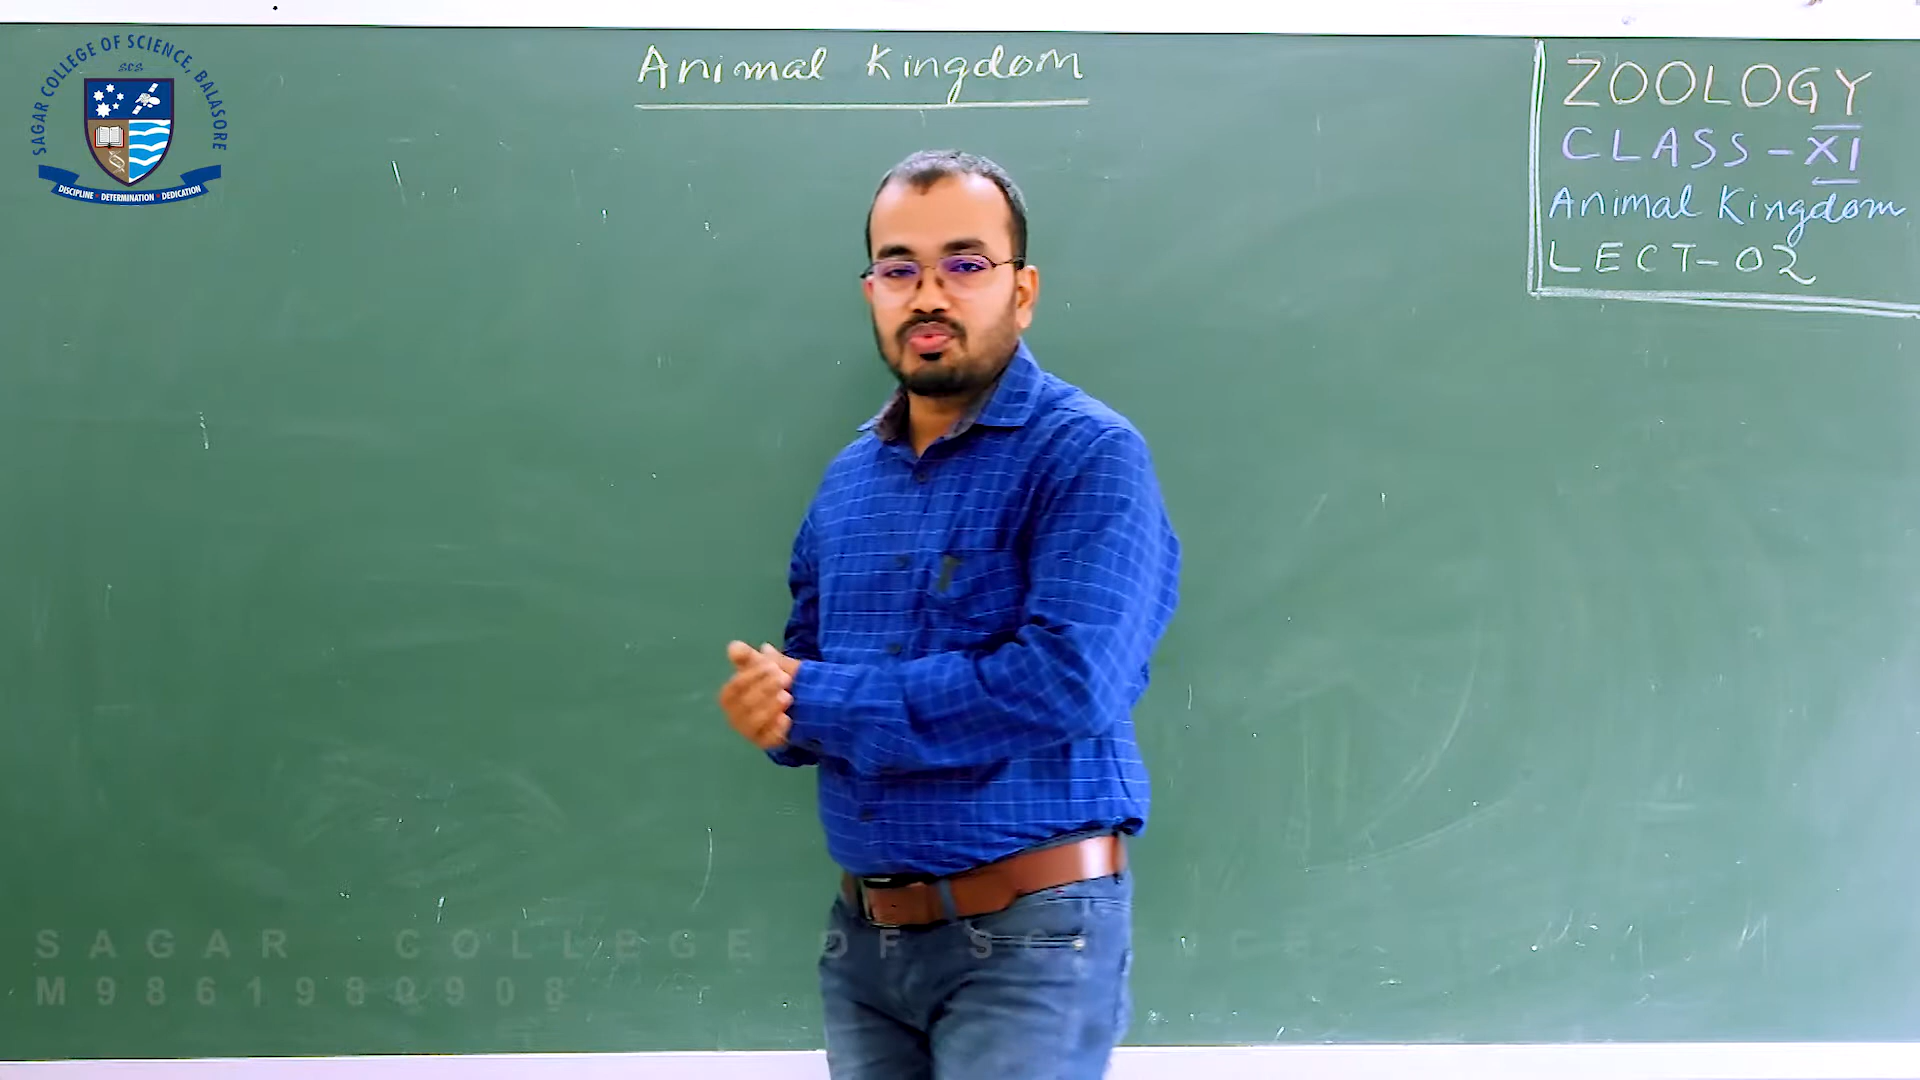 SAGAR COLLEGE OF SCIENCE, BALASORE
SCS
DISCIPLINE DETERMINATION DEDICATION
Animal Kingdom
ZOOLOGY
CLASS - XI
Animal Kingdom
LECT-02
SAGAR COLLEGE OF SCIENCE
M9861980908